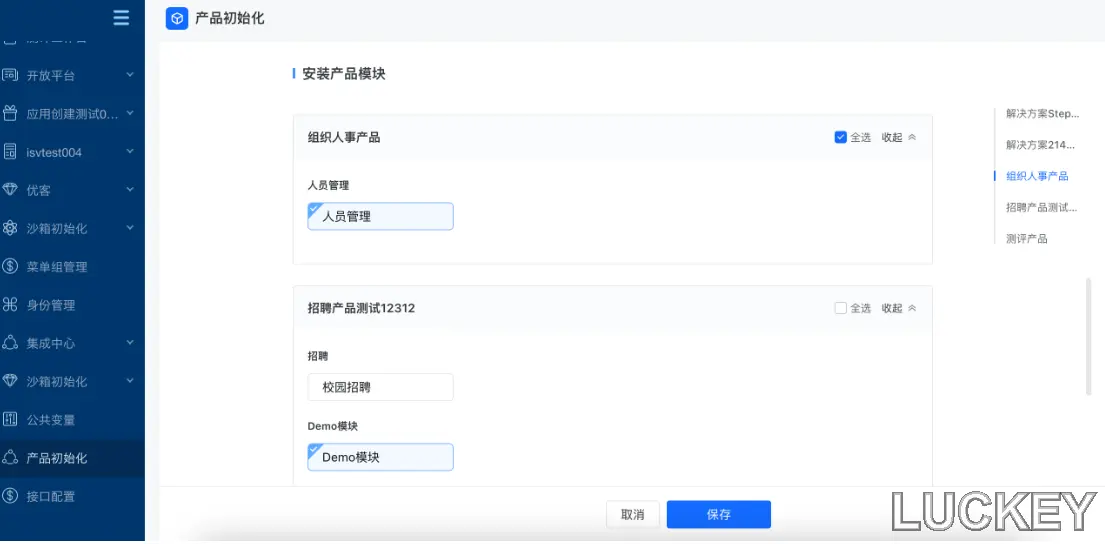 产品初始化
开放平台
应用创建测试0...
isvtest004
优客
沙箱初始化
菜单组管理
身份管理
集成中心
沙箱初始化
公共变量
产品初始化
接口配置
安装产品模块
组织人事产品
全选 收起
人员管理
人员管理
招聘产品测试12312
全选 收起
招聘
校园招聘
Demo模块
Demo模块
解决方案Step...
解决方案214...
组织人事产品
招聘产品测试...
测评产品
取消
保存
LUCKEY